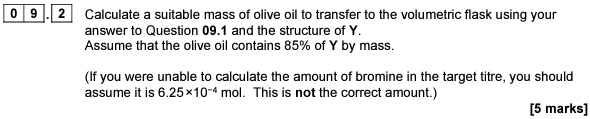 09.2 Calculate a suitable mass of olive oil to transfer to the volumetric flask using your
answer to Question 09.1 and the structure of Y.
Assume that the olive oil contains 85% of Y by mass.
(If you were unable to calculate the amount of bromine in the target titre, you should
assume it is 6.25×10⁻⁴ mol. This is not the correct amount.)
[5 marks]